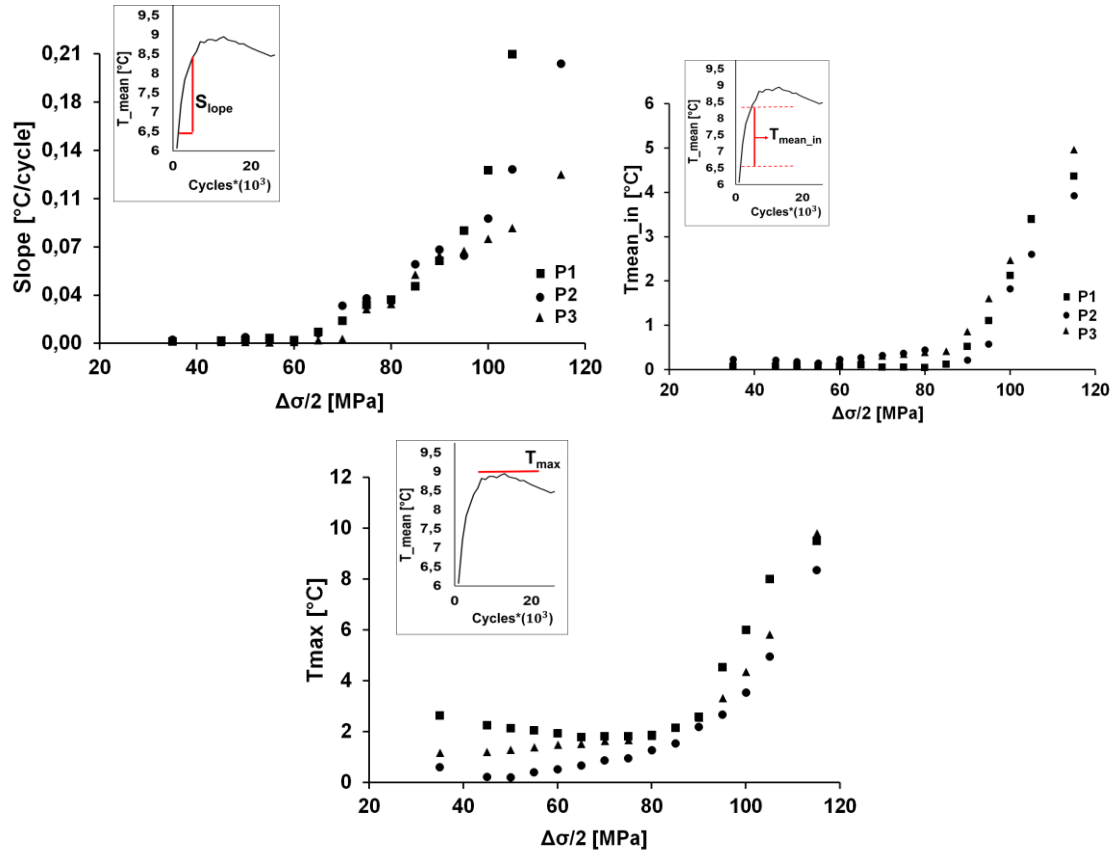 0,21
0,18
0,14
0,11
0,07
0,04
0,00
Slope [°C/cycle]
20 40 60 80 100 120
Δσ/2 [MPa]
P1
P2
P3
9,5
9
8,5
8
7,5
7
6,5
6
T_mean [°C]
Slope
0 20
Cycles*(10³)
6
5
4
3
2
1
0
Tmean_in [°C]
20 40 60 80 100 120
Δσ/2 [MPa]
P1
P2
P3
9,5
9
8,5
8
7,5
7
6,5
6
T_mean [°C]
Tmean_in
0 20
Cycles*(10³)
12
10
8
6
4
2
0
Tmax [°C]
20 40 60 80 100 120
Δσ/2 [MPa]
9,5
9
8,5
8
7,5
7
6,5
6
T_mean [°C]
Tmax
0 20
Cycles*(10³)